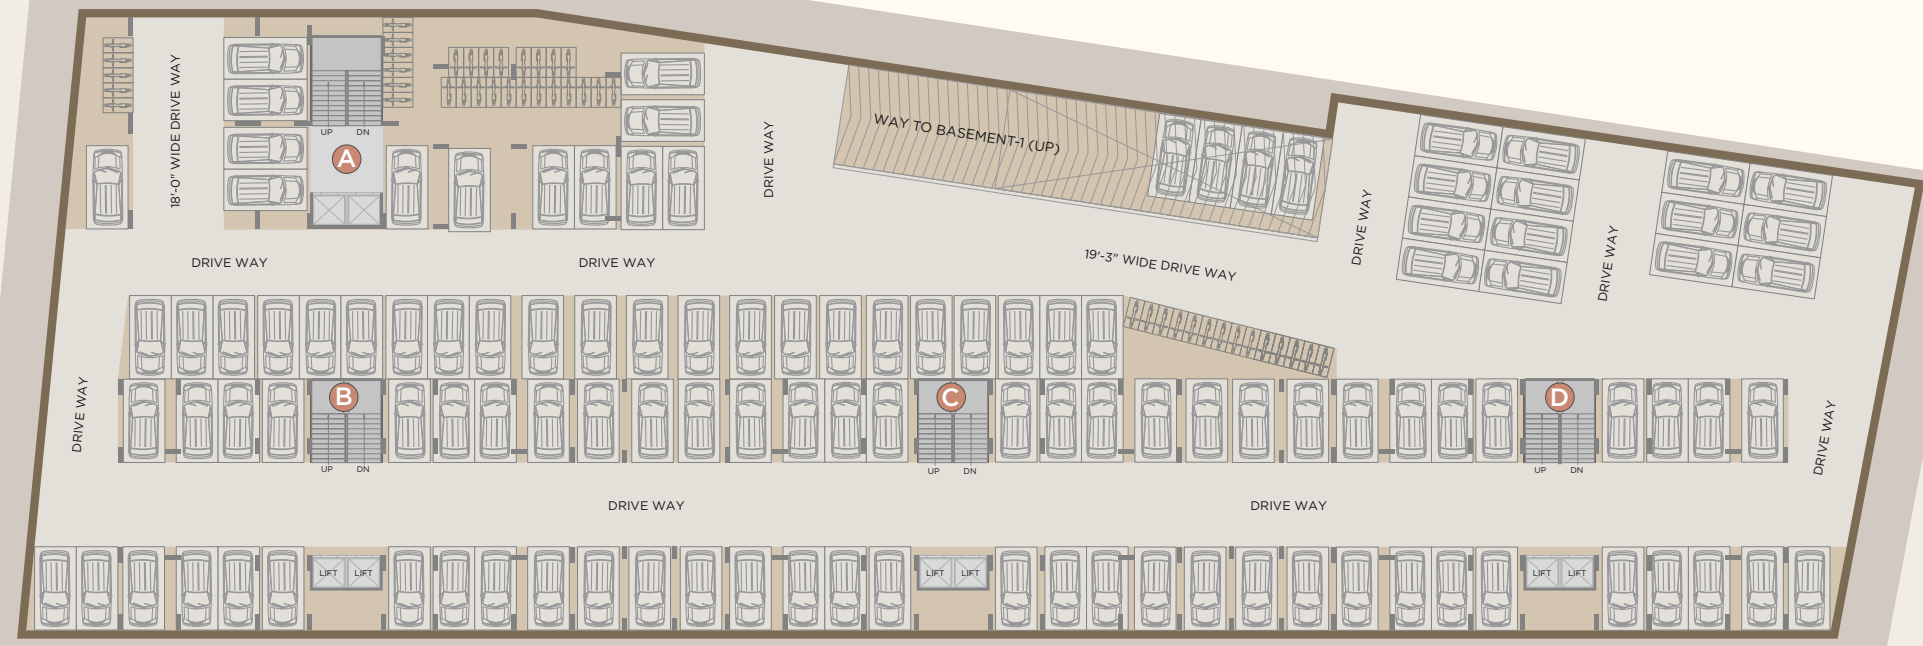 18'-0" WIDE DRIVE WAY
UP DN
A
DRIVE WAY
WAY TO BASEMENT-1 (UP)
DRIVE WAY
DRIVE WAY
DRIVE WAY
DRIVE WAY
19'-3" WIDE DRIVE WAY
DRIVE WAY
B
UP DN
C
UP DN
D
UP DN
DRIVE WAY
DRIVE WAY
DRIVE WAY
LIFT LIFT
LIFT LIFT
LIFT LIFT